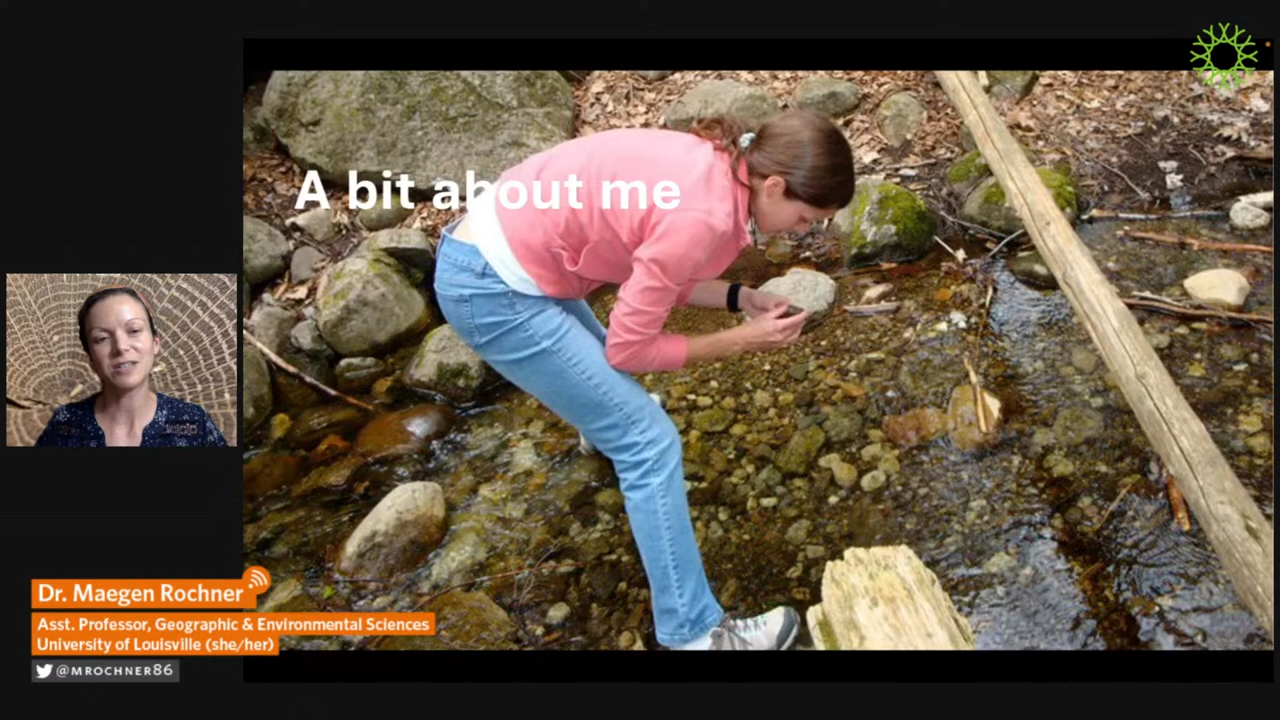 A bit about me
Dr. Maegen Rochner
Asst. Professor, Geographic & Environmental Sciences
University of Louisville (she/her)
@MROCHNER86